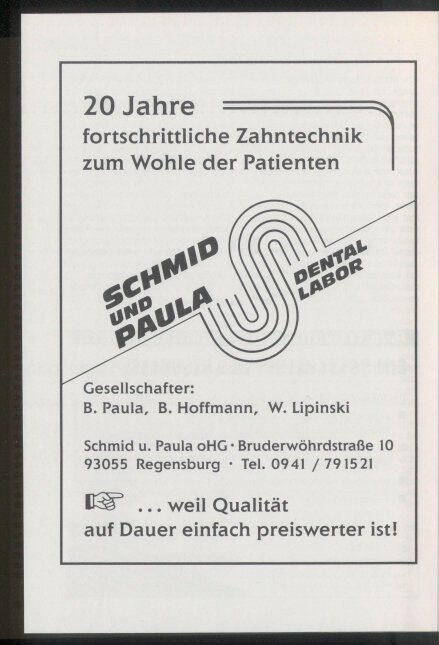 20 Jahre
fortschrittliche Zahntechnik
zum Wohle der Patienten
SCHMID
UND
PAULA
DENTAL
LABOR
Gesellschafter:
B. Paula, B. Hoffmann, W. Lipinski
Schmid u. Paula oHG · Bruderwöhrdstraße 10
93055 Regensburg · Tel. 0941 / 791521
... weil Qualität
auf Dauer einfach preiswerter ist!